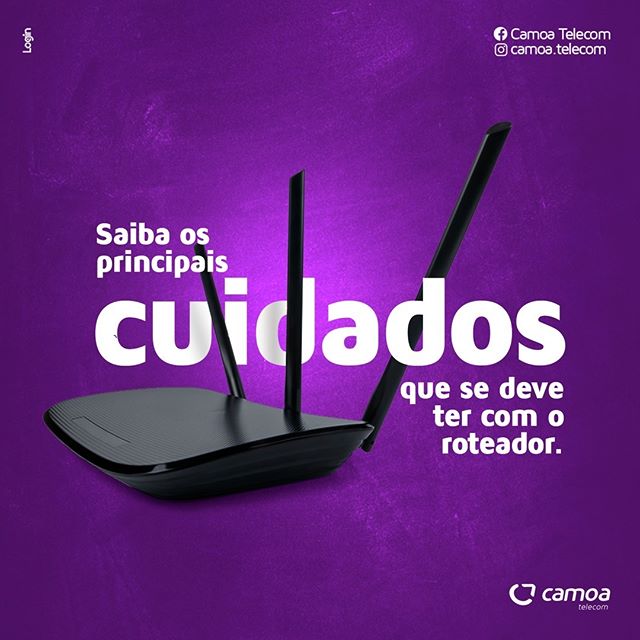 Login
Camoa Telecom
camoa.telecom
Saiba os
principais
cuidados
que se deve
ter com o
roteador.
camoa
telecom